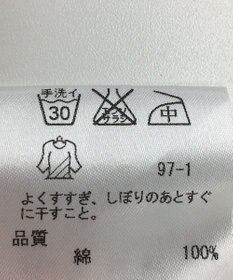 手洗イ
30 エンソサラシ 中
97-1
よくすすぎ、しぼりのあとすぐ
に干すこと。
品質
綿 100%